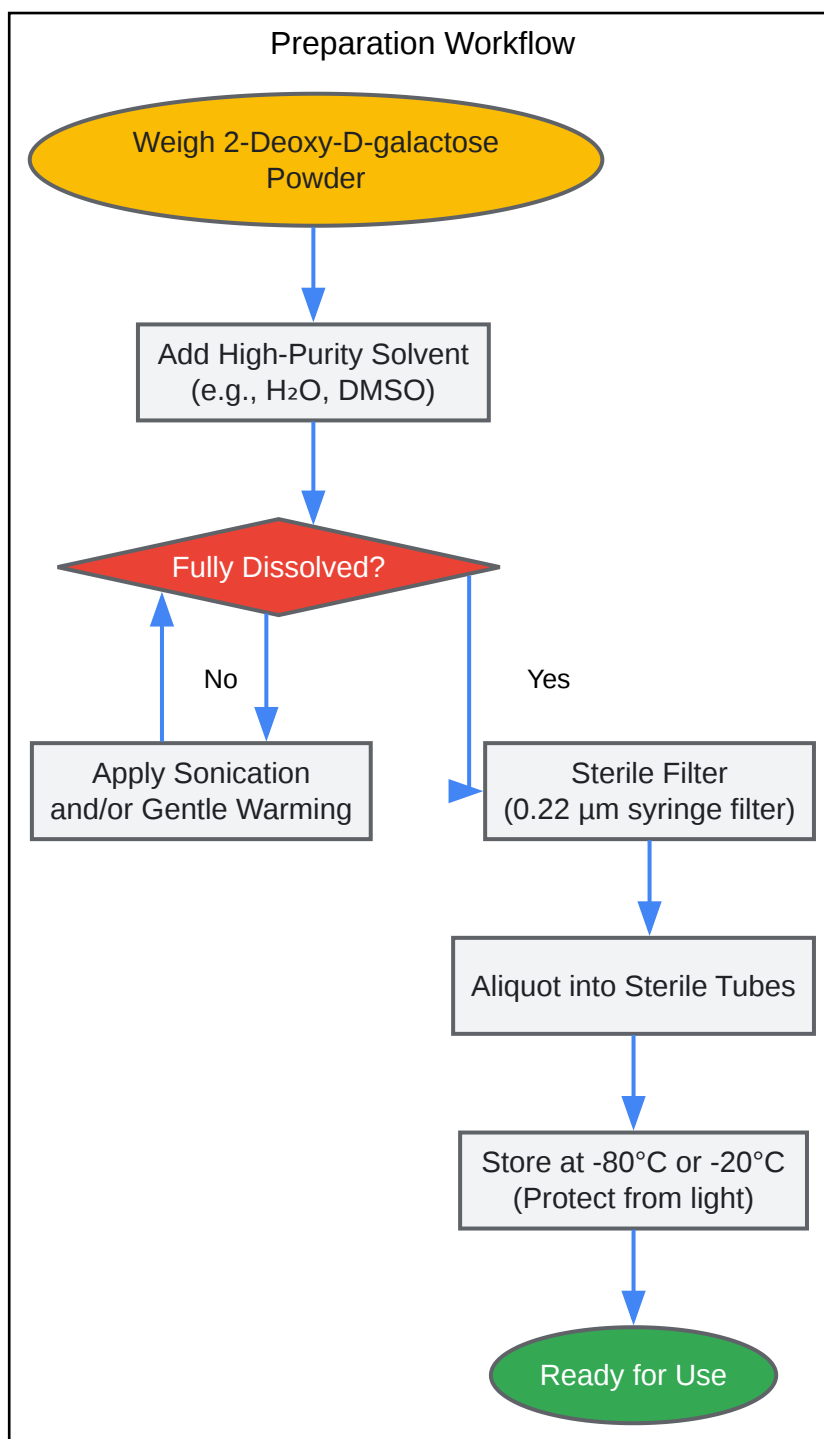 Preparation Workflow
Weigh 2-Deoxy-D-galactose
Powder
Add High-Purity Solvent
(e.g., H₂O, DMSO)
Fully Dissolved?
No
Yes
Apply Sonication
and/or Gentle Warming
Sterile Filter
(0.22 µm syringe filter)
Aliquot into Sterile Tubes
Store at -80°C or -20°C
(Protect from light)
Ready for Use